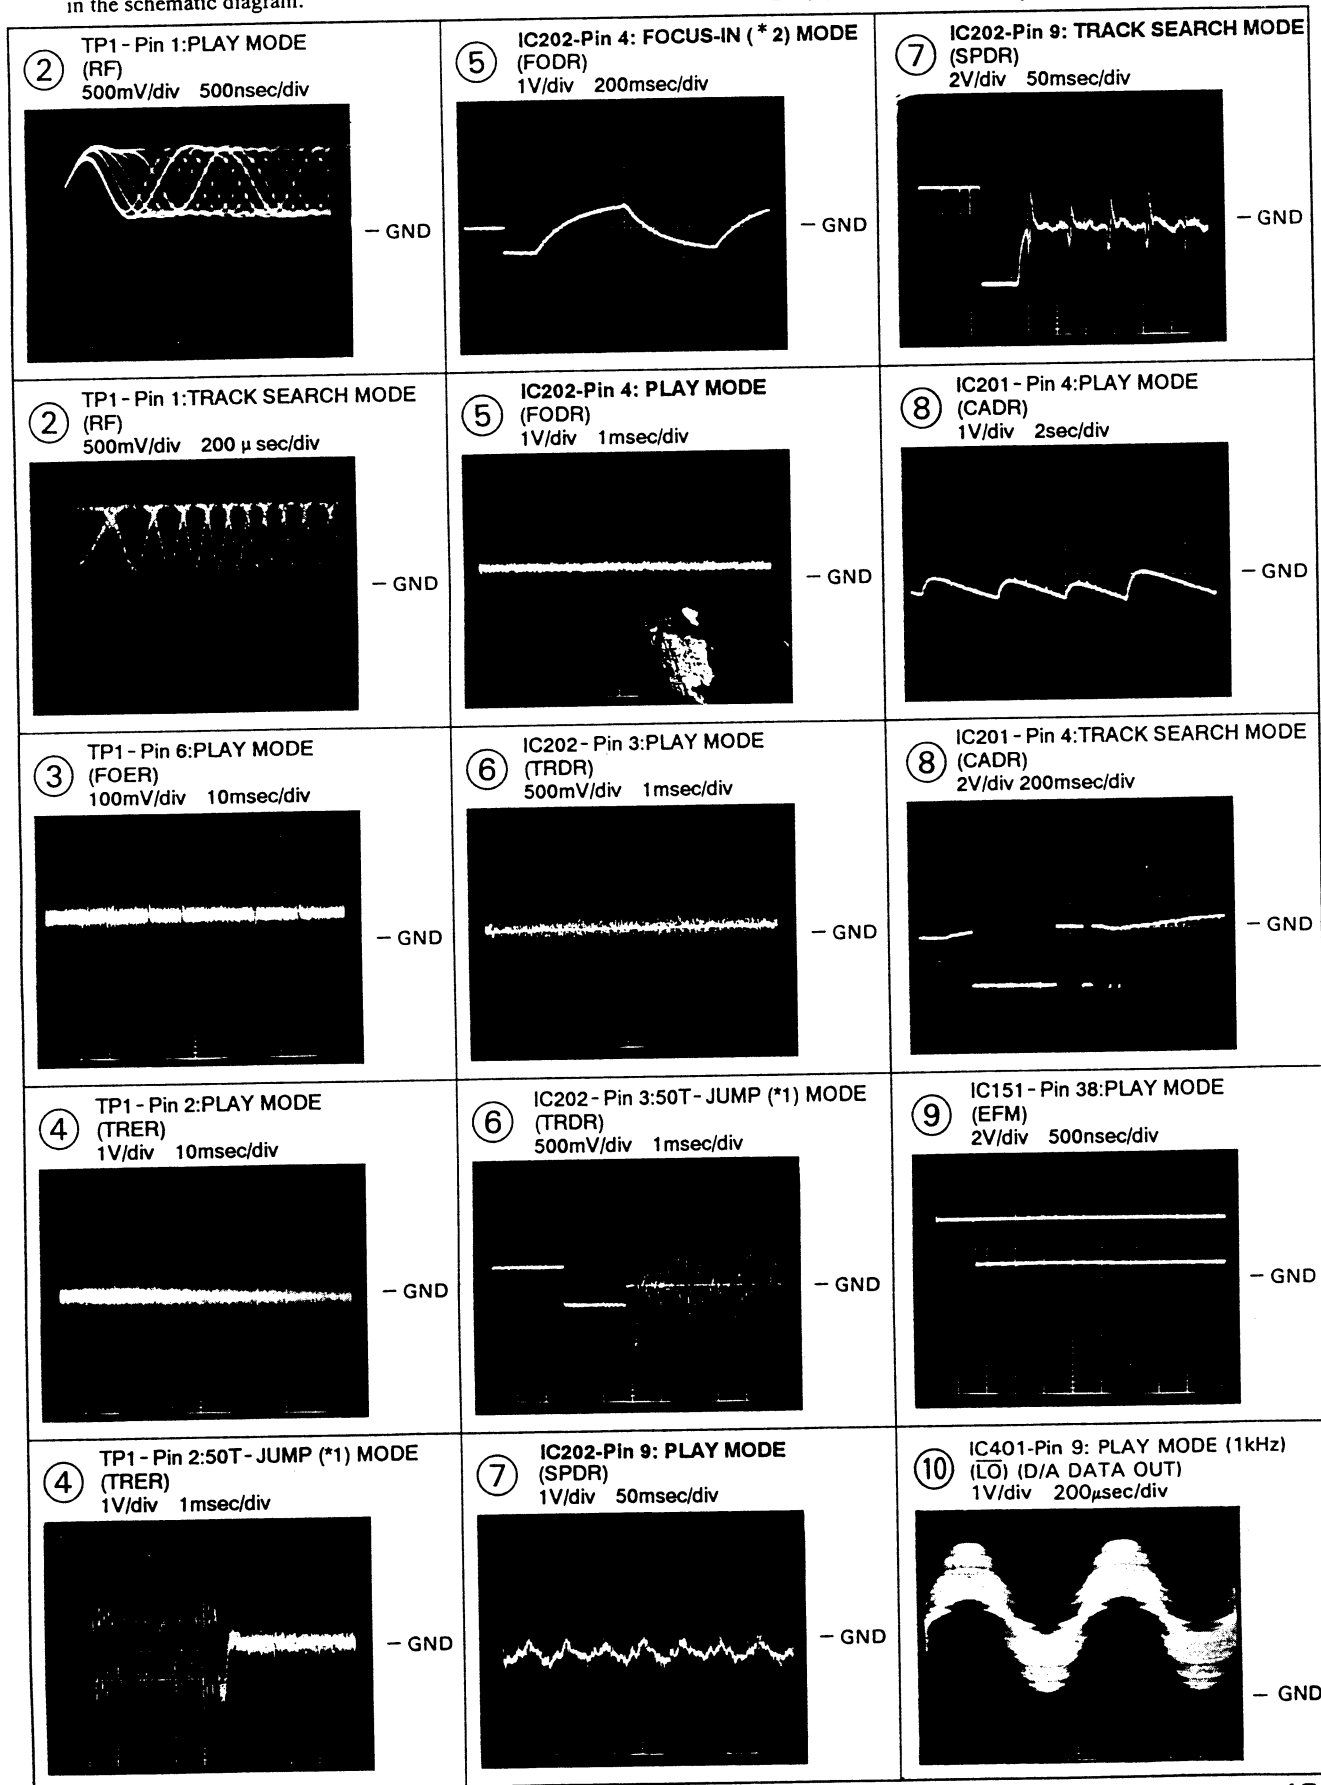 in the schematic diagram.
② TP1 - Pin 1:PLAY MODE
(RF)
500mV/div 500nsec/div
– GND
② TP1 - Pin 1:TRACK SEARCH MODE
(RF)
500mV/div 200 μ sec/div
– GND
③ TP1 - Pin 6:PLAY MODE
(FOER)
100mV/div 10msec/div
– GND
④ TP1 - Pin 2:PLAY MODE
(TRER)
1V/div 10msec/div
– GND
④ TP1 - Pin 2:50T - JUMP (*1) MODE
(TRER)
1V/div 1msec/div
– GND
⑤ IC202-Pin 4: FOCUS-IN (*2) MODE
(FODR)
1V/div 200msec/div
– GND
⑤ IC202-Pin 4: PLAY MODE
(FODR)
1V/div 1msec/div
– GND
⑥ IC202 - Pin 3:PLAY MODE
(TRDR)
500mV/div 1msec/div
– GND
⑥ IC202 - Pin 3:50T - JUMP (*1) MODE
(TRDR)
500mV/div 1msec/div
– GND
⑦ IC202-Pin 9: PLAY MODE
(SPDR)
1V/div 50msec/div
– GND
⑦ IC202-Pin 9: TRACK SEARCH MODE
(SPDR)
2V/div 50msec/div
– GND
⑧ IC201 - Pin 4:PLAY MODE
(CADR)
1V/div 2sec/div
– GND
⑧ IC201 - Pin 4:TRACK SEARCH MODE
(CADR)
2V/div 200msec/div
– GND
⑨ IC151 - Pin 38:PLAY MODE
(EFM)
2V/div 500nsec/div
– GND
⑩ IC401-Pin 9: PLAY MODE (1kHz)
(L̅O̅) (D/A DATA OUT)
1V/div 200μsec/div
– GND